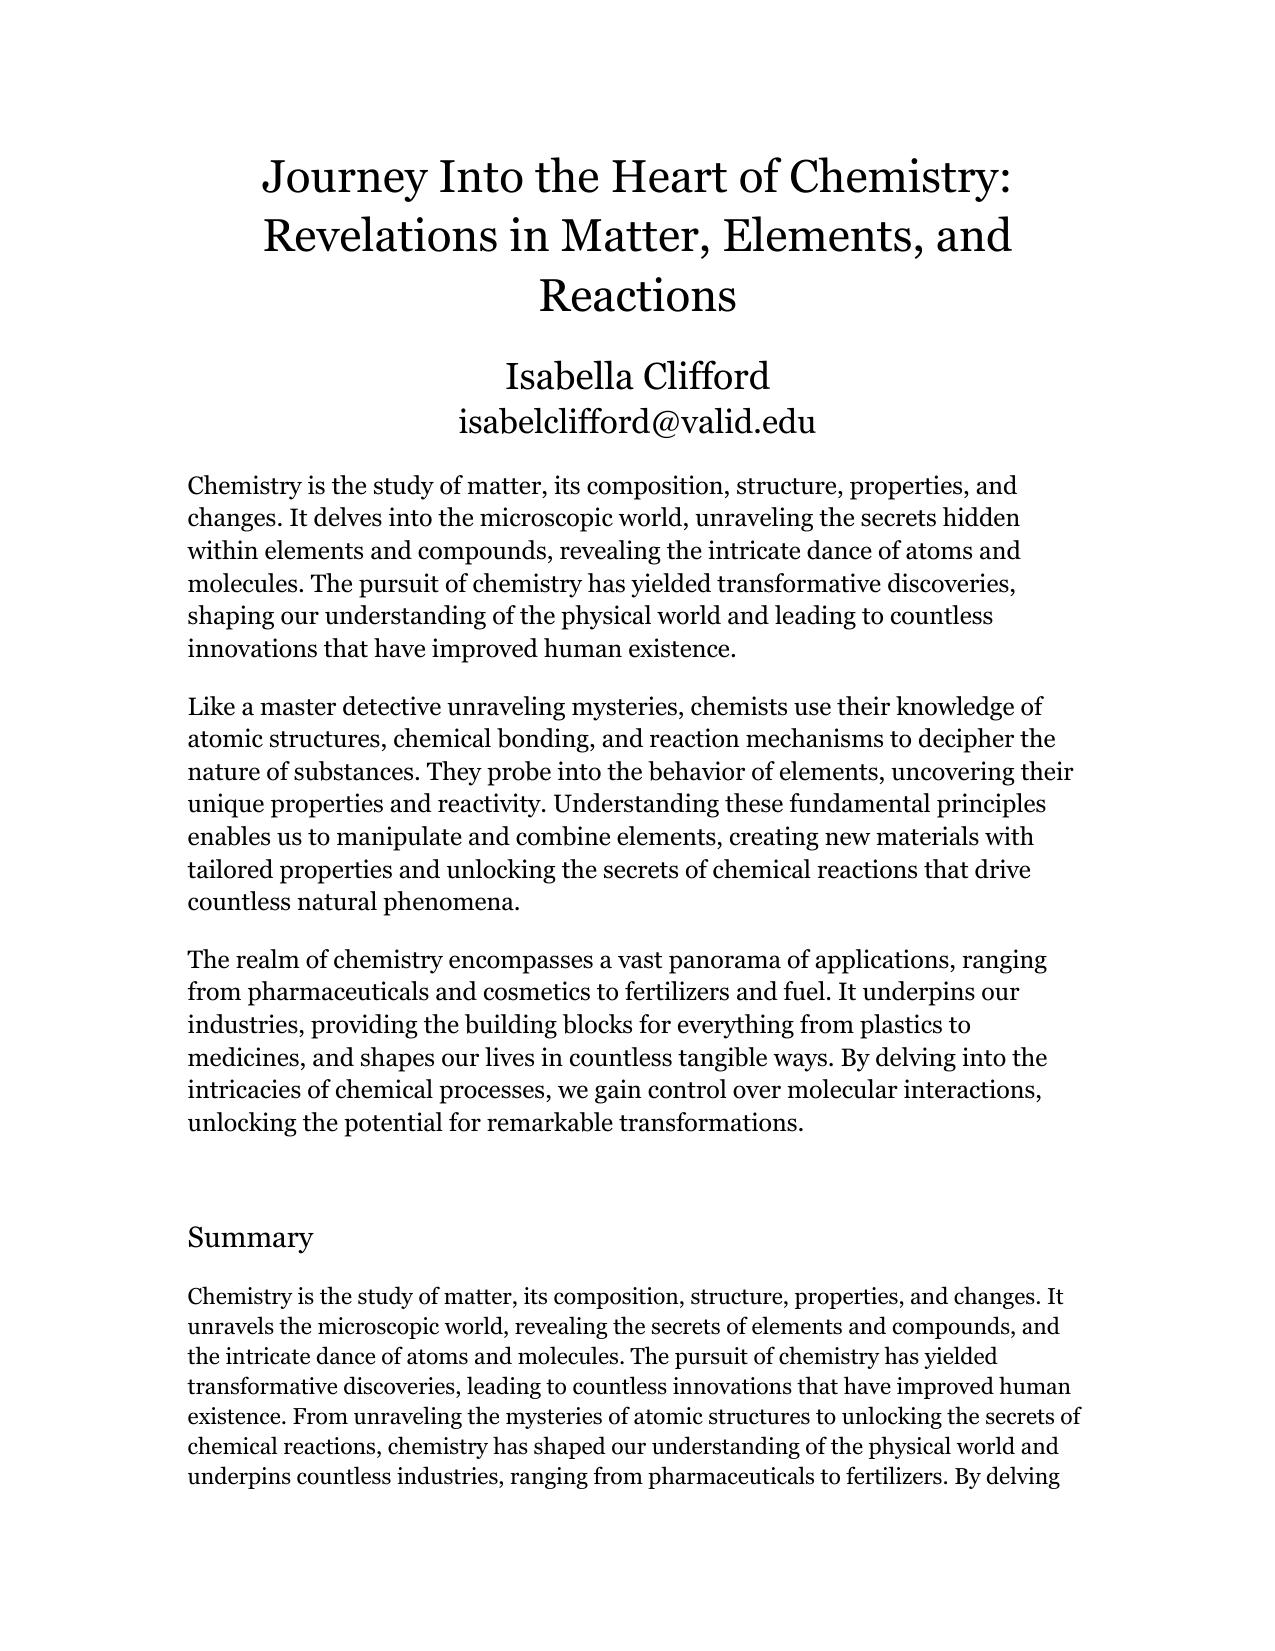 Journey Into the Heart of Chemistry:
Revelations in Matter, Elements, and
Reactions
Isabella Clifford
isabelclifford@valid.edu
Chemistry is the study of matter, its composition, structure, properties, and
changes. It delves into the microscopic world, unraveling the secrets hidden
within elements and compounds, revealing the intricate dance of atoms and
molecules. The pursuit of chemistry has yielded transformative discoveries,
shaping our understanding of the physical world and leading to countless
innovations that have improved human existence.
Like a master detective unraveling mysteries, chemists use their knowledge of
atomic structures, chemical bonding, and reaction mechanisms to decipher the
nature of substances. They probe into the behavior of elements, uncovering their
unique properties and reactivity. Understanding these fundamental principles
enables us to manipulate and combine elements, creating new materials with
tailored properties and unlocking the secrets of chemical reactions that drive
countless natural phenomena.
The realm of chemistry encompasses a vast panorama of applications, ranging
from pharmaceuticals and cosmetics to fertilizers and fuel. It underpins our
industries, providing the building blocks for everything from plastics to
medicines, and shapes our lives in countless tangible ways. By delving into the
intricacies of chemical processes, we gain control over molecular interactions,
unlocking the potential for remarkable transformations.
Summary
Chemistry is the study of matter, its composition, structure, properties, and changes. It
unravels the microscopic world, revealing the secrets of elements and compounds, and
the intricate dance of atoms and molecules. The pursuit of chemistry has yielded
transformative discoveries, leading to countless innovations that have improved human
existence. From unraveling the mysteries of atomic structures to unlocking the secrets of
chemical reactions, chemistry has shaped our understanding of the physical world and
underpins countless industries, ranging from pharmaceuticals to fertilizers. By delving